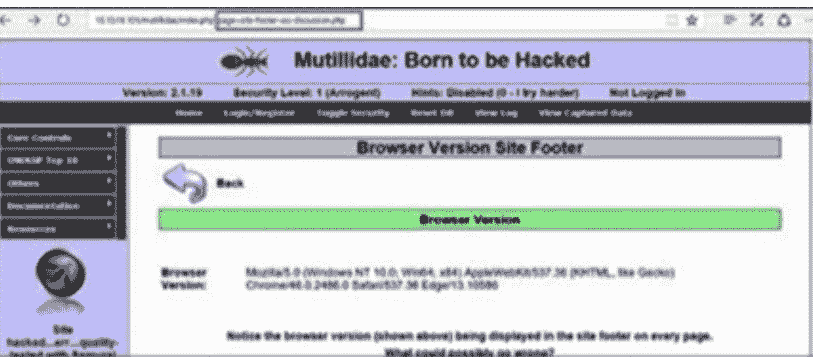 Mutillidae: Born to be Hacked
Version: 2.1.19 Security Level: 1 (Arrogent) Hints: Disabled (0 - I try harder) Not Logged In
Home Login/Register Toggle Security Reset DB View Log View Captured Data
Core Controls
OWASP Top 10
Others
Documentation
Resources
Browser Version Site Footer
Back
Browser Version
Browser Version: Mozilla/5.0 (Windows NT 10.0; Win64; x64) AppleWebKit/537.36 (KHTML, like Gecko)
Chrome/46.0.2486.0 Safari/537.36 Edge/13.10586
Notice the browser version (shown above) being displayed in the site footer on every page.
What could possibly go wrong?
Site
hacked...err...quality-
tested with Samurai